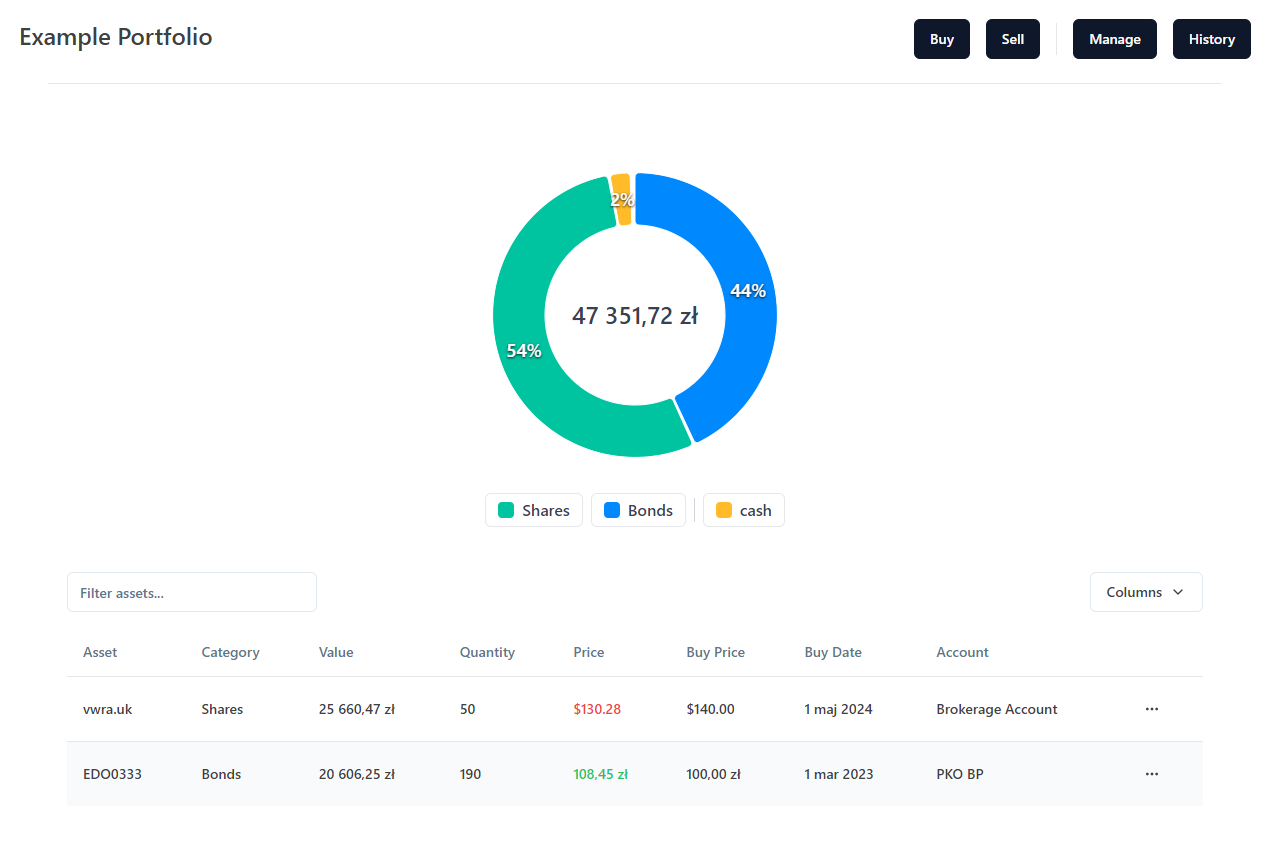 Example Portfolio
Buy Sell Manage History
2%
44%
47 351,72 zł
54%
Shares Bonds cash
Filter assets... Columns
Asset Category Value Quantity Price Buy Price Buy Date Account
vwra.uk Shares 25 660,47 zł 50 $130.28 $140.00 1 maj 2024 Brokerage Account ...
EDO0333 Bonds 20 606,25 zł 190 108,45 zł 100,00 zł 1 mar 2023 PKO BP ...